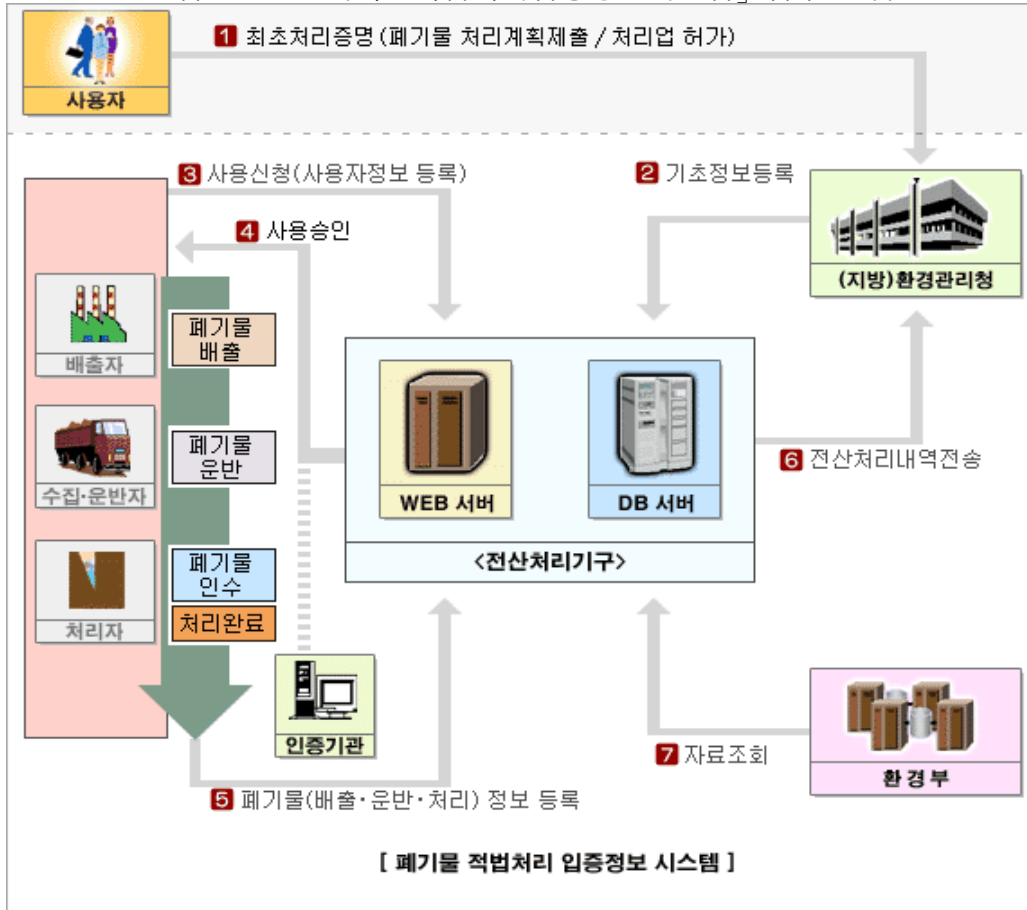 1 최초처리증명(폐기물 처리계획제출 / 처리업 허가)
사용자
3 사용신청(사용자정보 등록)
2 기초정보등록
4 사용승인
(지방)환경관리청
폐기물
배출
배출자
폐기물
운반
수집·운반자
WEB 서버
DB 서버
6 전산처리내역전송
<전산처리기구>
폐기물
인수
처리완료
처리자
인증기관
7 자료조회
환경부
5 폐기물(배출·운반·처리) 정보 등록
[ 폐기물 적법처리 입증정보 시스템 ]